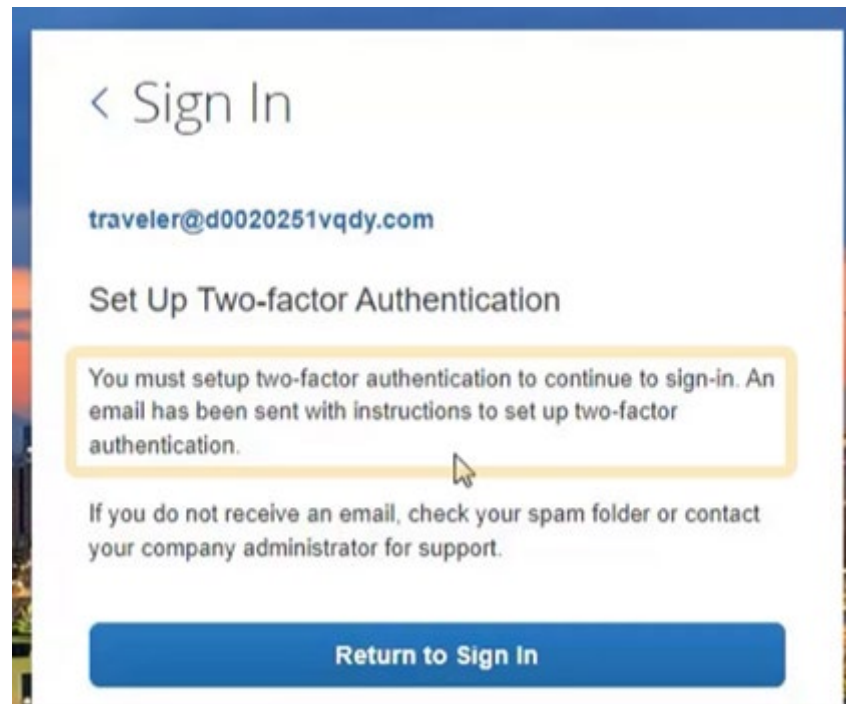 < Sign In
traveler@d0020251vqdy.com
Set Up Two-factor Authentication
You must setup two-factor authentication to continue to sign-in. An
email has been sent with instructions to set up two-factor
authentication.
If you do not receive an email, check your spam folder or contact
your company administrator for support.
Return to Sign In